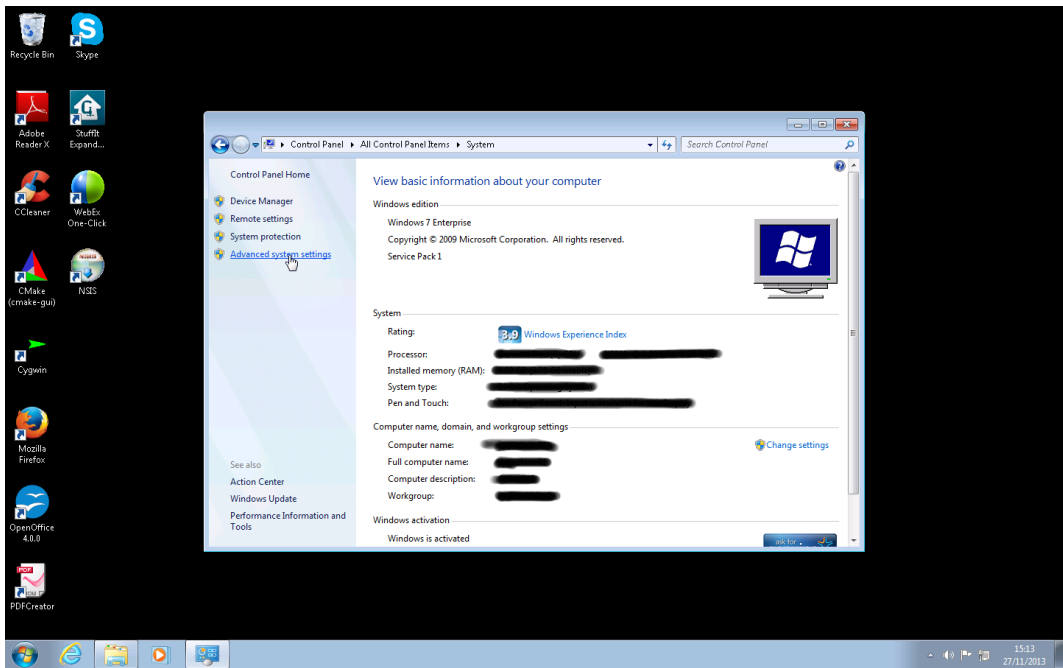 Recycle Bin
Skype
Adobe
Reader X
StuffIt
Expand...
CCleaner
WebEx
One-Click
CMake
(cmake-gui)
NSIS
Cygwin
Mozilla
Firefox
OpenOffice
4.0.0
PDFCreator
Control Panel
All Control Panel Items
System
Search Control Panel
Control Panel Home
Device Manager
Remote settings
System protection
Advanced system settings
See also
Action Center
Windows Update
Performance Information and
Tools
View basic information about your computer
Windows edition
Windows 7 Enterprise
Copyright © 2009 Microsoft Corporation. All rights reserved.
Service Pack 1
System
Rating: 3,9 Windows Experience Index
Processor:
Installed memory (RAM):
System type:
Pen and Touch:
Computer name, domain, and workgroup settings
Computer name: Change settings
Full computer name:
Computer description:
Workgroup:
Windows activation
Windows is activated
ask for
15:13
27/11/2013